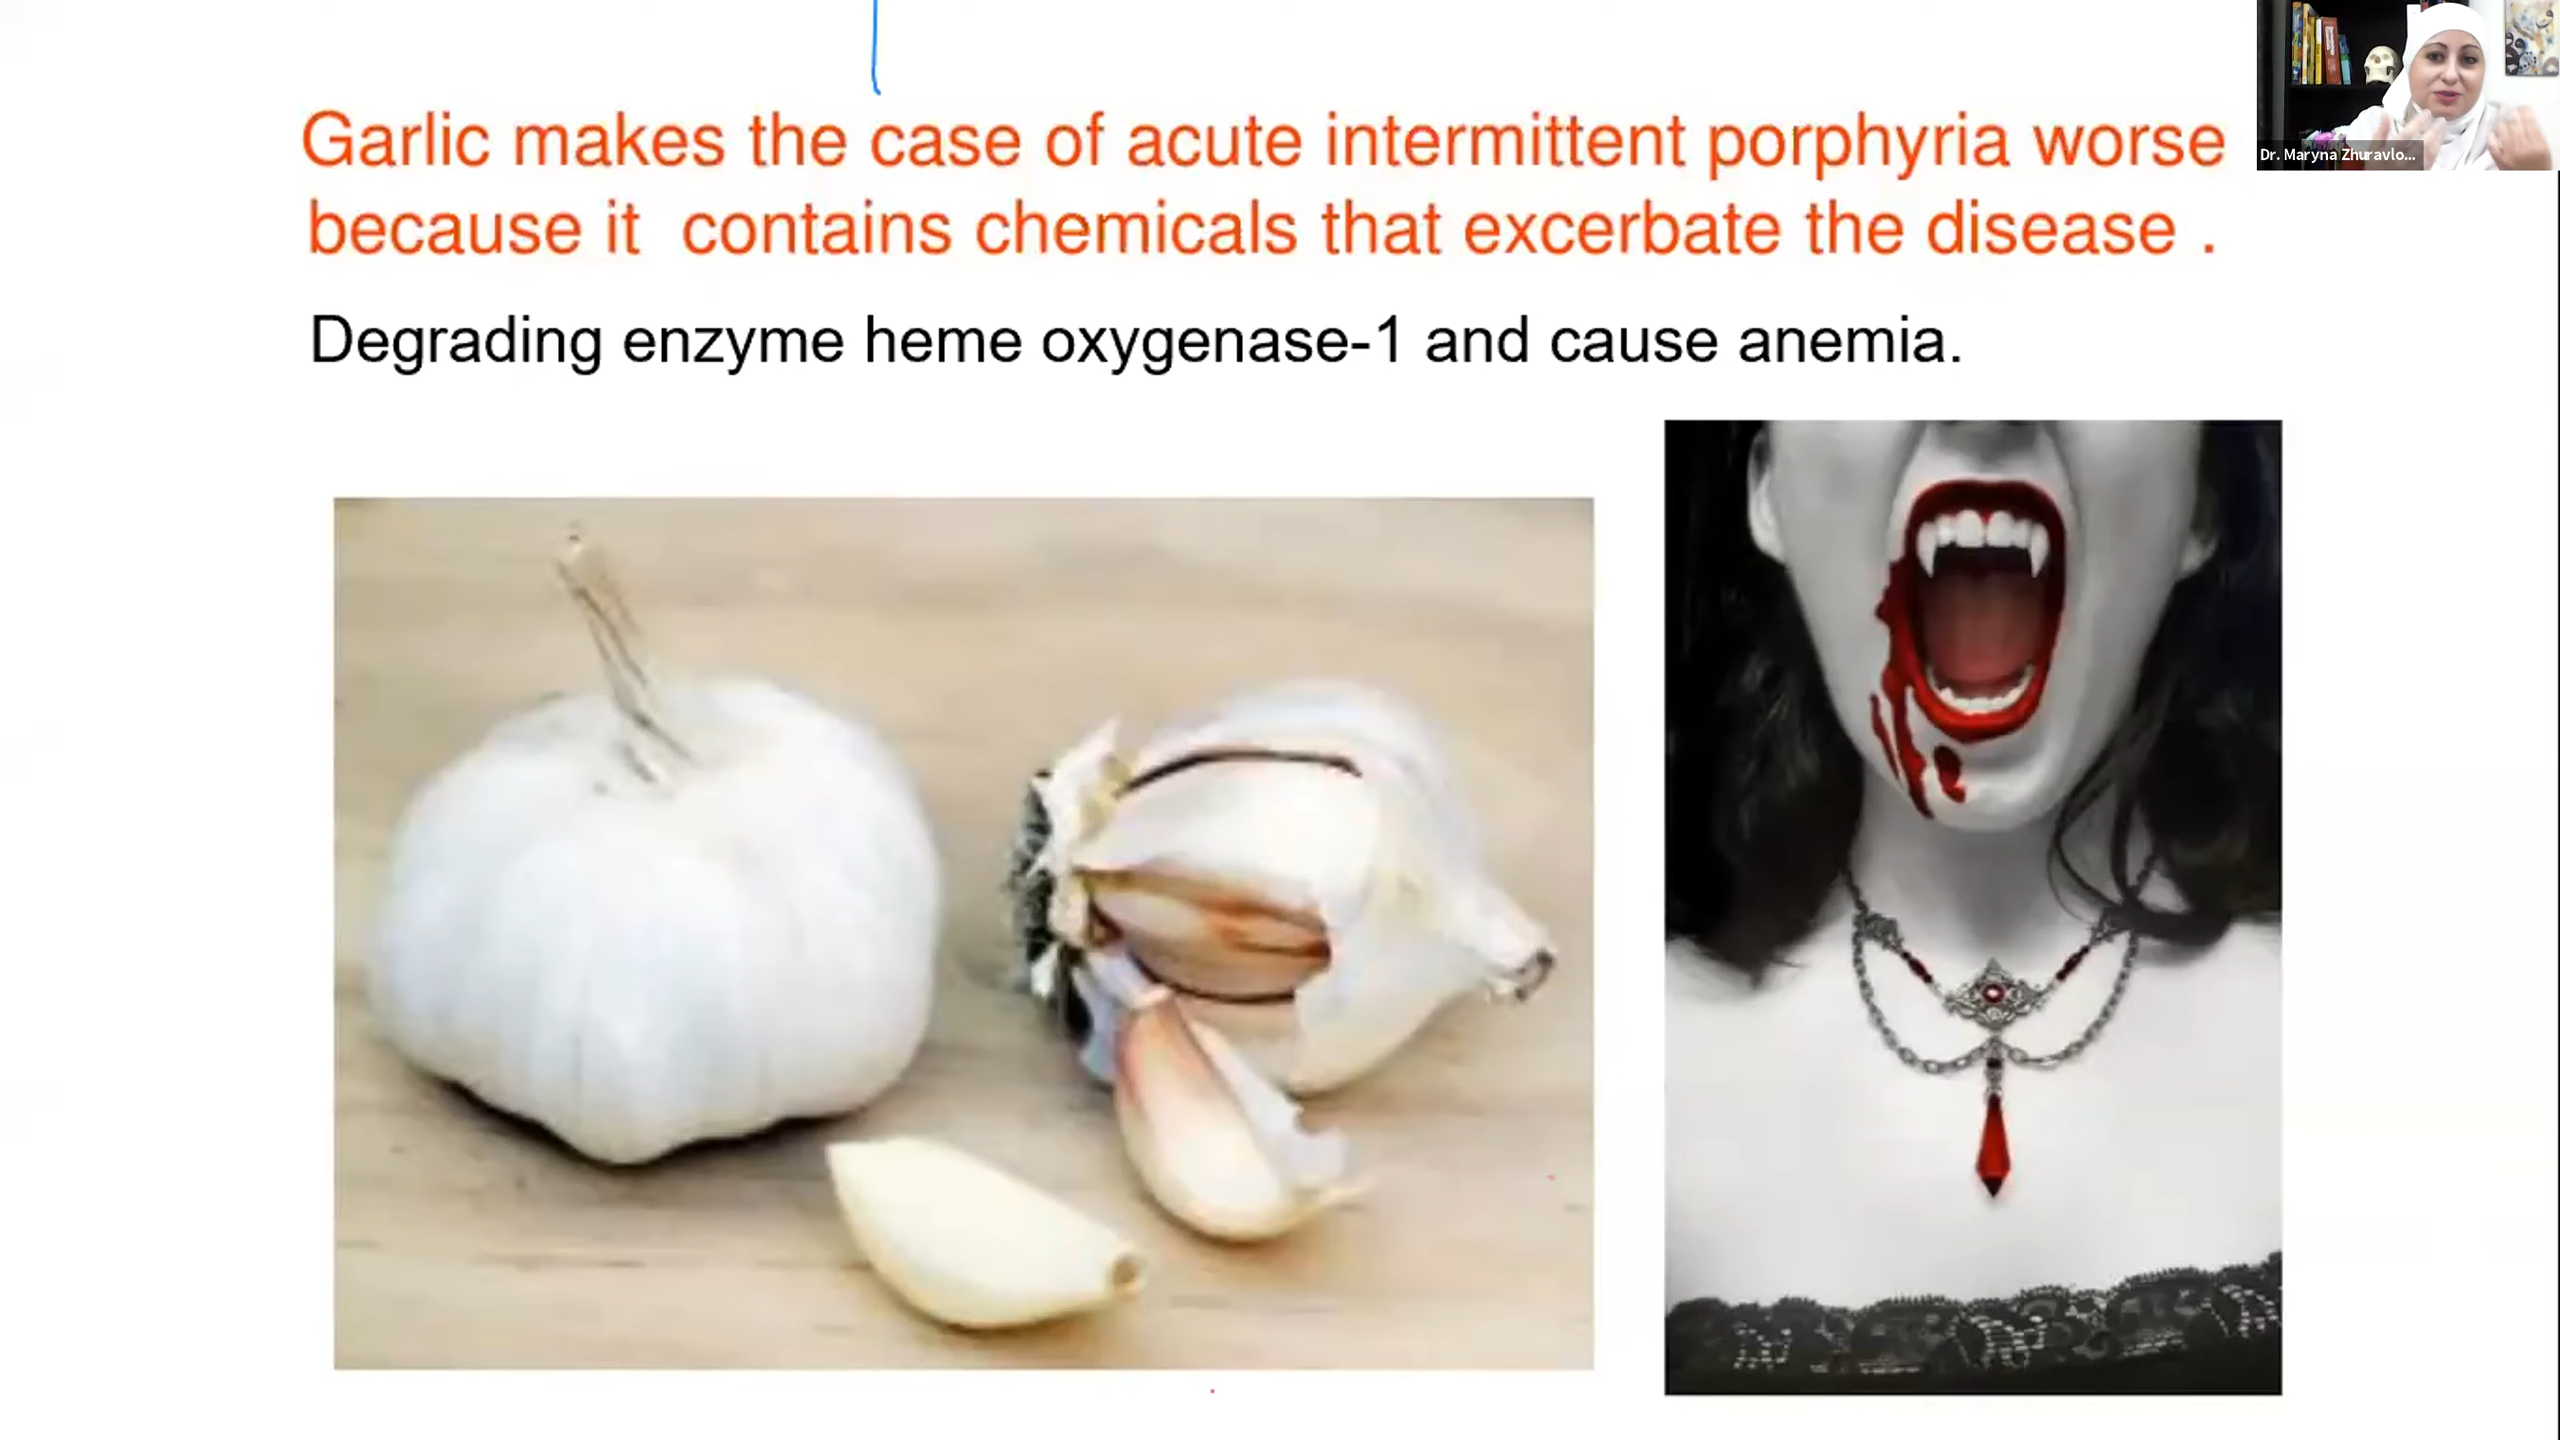 Garlic makes the case of acute intermittent porphyria worse
because it contains chemicals that excerbate the disease .
Degrading enzyme heme oxygenase-1 and cause anemia.
Dr. Maryna Zhuravlo...